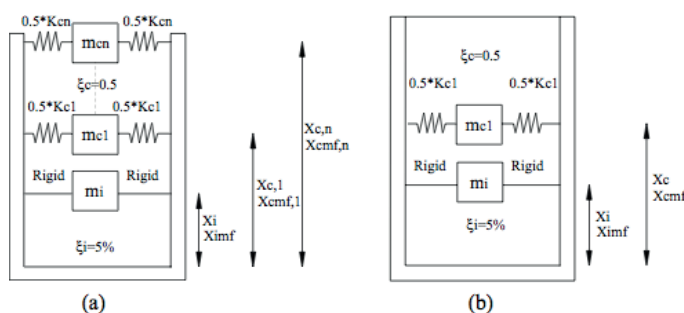 0.5*Kcn 0.5*Kcn
mcn
ξc=0.5
0.5*Kc1 0.5*Kc1
mc1
Rigid Rigid
mi
ξi=5%
Xi
Ximf
Xc,1
Xcmf,1
Xc,n
Xcmf,n
(a)
ξc=0.5
0.5*Kc1 0.5*Kc1
mc1
Rigid Rigid
mi
ξi=5%
Xi
Ximf
Xc
Xcmf
(b)